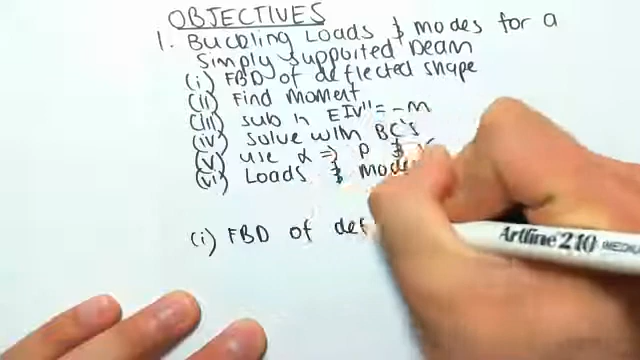 OBJECTIVES
1. Buckling Loads & modes for a
Simply supported beam
(i) FBD of deflected shape
(ii) Find Moment
(iii) sub in EIV" = -M
(iv) Solve with BC's
(v) use α => P &
(vi) Loads & mode
(i) FBD of def
Artline 210 MEDIUM